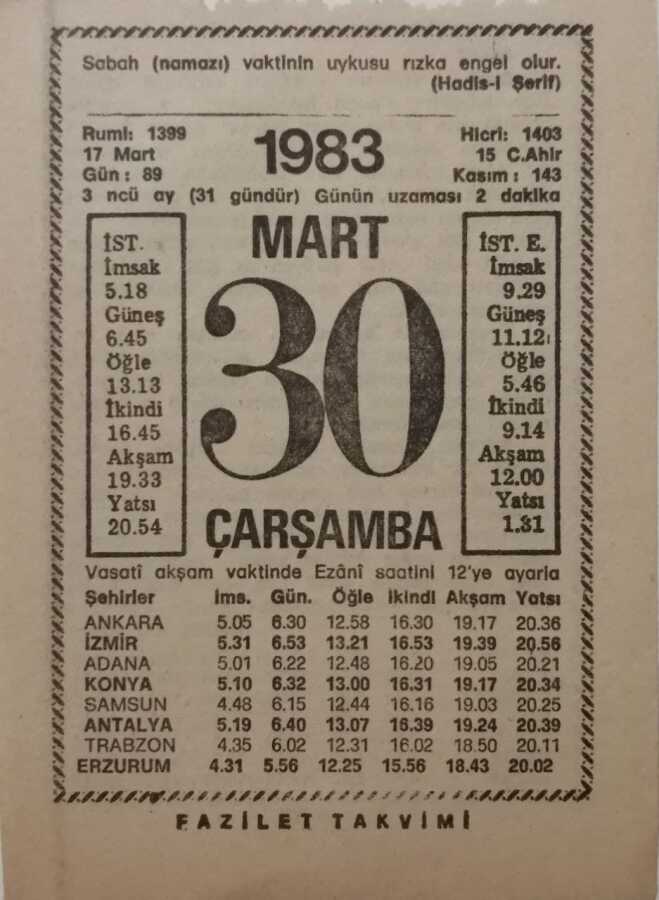 Sabah (namazı) vaktinin uykusu rızka engel olur.
(Hadis-i Şerif)
Rumi: 1399
17 Mart
Gün: 89
1983
Hicri: 1403
15 C.Ahir
Kasım: 143
3 ncü ay (31 gündür) Günün uzaması 2 dakika
İST.
İmsak
5.18
Güneş
6.45
Öğle
13.13
İkindi
16.45
Akşam
19.33
Yatsı
20.54
MART
30
ÇARŞAMBA
İST. E.
İmsak
9.29
Güneş
11.12
Öğle
5.46
İkindi
9.14
Akşam
12.00
Yatsı
1.31
Vasatî akşam vaktinde Ezânî saatini 12'ye ayarla
Şehirler İms. Gün. Öğle İkindi Akşam Yatsı
ANKARA 5.05 6.30 12.58 16.30 19.17 20.36
İZMİR 5.31 6.53 13.21 16.53 19.39 20.56
ADANA 5.01 6.22 12.48 16.20 19.05 20.21
KONYA 5.10 6.32 13.00 16.31 19.17 20.34
SAMSUN 4.48 6.15 12.44 16.16 19.03 20.25
ANTALYA 5.19 6.40 13.07 16.39 19.24 20.39
TRABZON 4.35 6.02 12.31 16.02 18.50 20.11
ERZURUM 4.31 5.56 12.25 15.56 18.43 20.02
FAZİLET TAKVİMİ